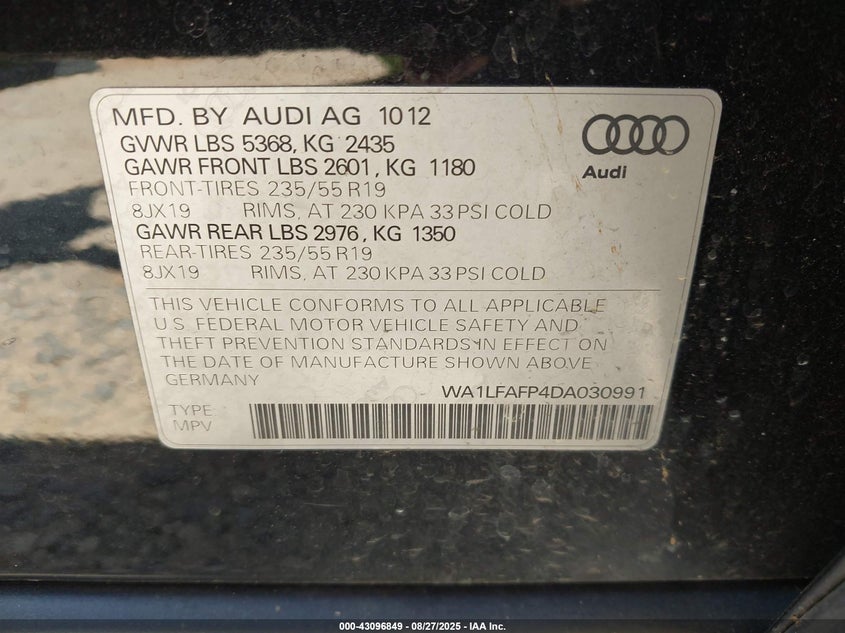 MFD. BY AUDI AG 1012
GVWR LBS 5368, KG 2435
GAWR FRONT LBS 2601, KG 1180
FRONT-TIRES 235/55 R19
8JX19 RIMS, AT 230 KPA 33 PSI COLD
GAWR REAR LBS 2976, KG 1350
REAR-TIRES 235/55 R19
8JX19 RIMS, AT 230 KPA 33 PSI COLD
Audi
THIS VEHICLE CONFORMS TO ALL APPLICABLE
U.S. FEDERAL MOTOR VEHICLE SAFETY AND
THEFT PREVENTION STANDARDS IN EFFECT ON
THE DATE OF MANUFACTURE SHOWN ABOVE
GERMANY
WA1LFAFP4DA030991
TYPE
MPV
000-43096849 - 08/27/2025 - IAA Inc.